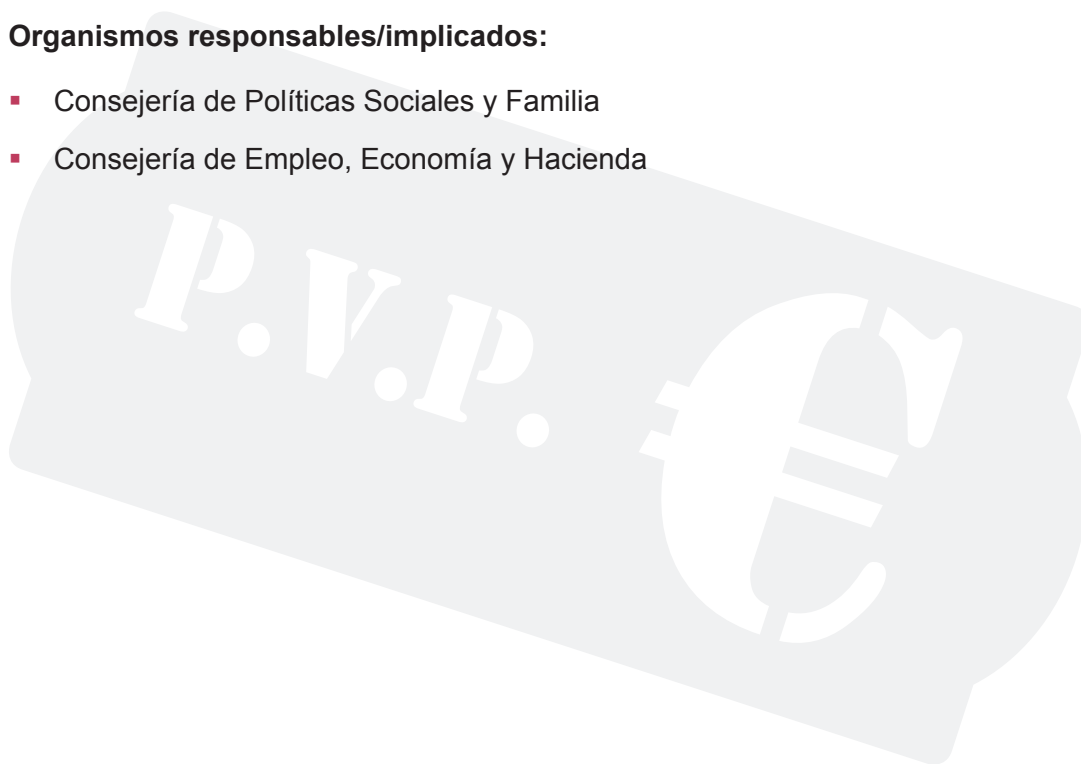 Organismos responsables/implicados:
▪ Consejería de Políticas Sociales y Familia
▪ Consejería de Empleo, Economía y Hacienda
P.V.P. €